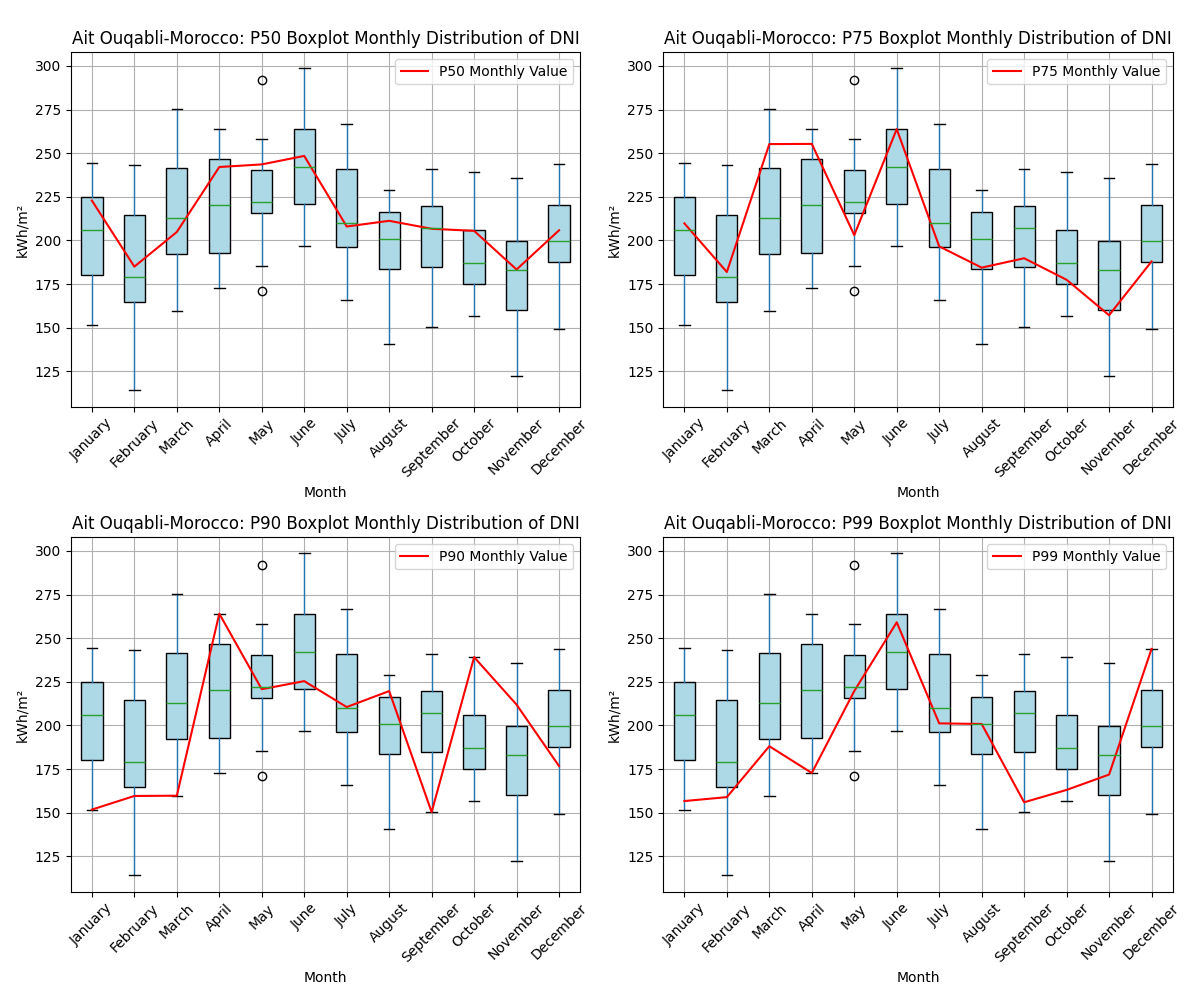 Ait Ouqabli-Morocco: P50 Boxplot Monthly Distribution of DNI
P50 Monthly Value
300
275
250
225
200
175
150
125
kWh/m²
January
February
March
April
May
June
July
August
September
October
November
December
Month
Ait Ouqabli-Morocco: P75 Boxplot Monthly Distribution of DNI
P75 Monthly Value
300
275
250
225
200
175
150
125
kWh/m²
January
February
March
April
May
June
July
August
September
October
November
December
Month
Ait Ouqabli-Morocco: P90 Boxplot Monthly Distribution of DNI
P90 Monthly Value
300
275
250
225
200
175
150
125
kWh/m²
January
February
March
April
May
June
July
August
September
October
November
December
Month
Ait Ouqabli-Morocco: P99 Boxplot Monthly Distribution of DNI
P99 Monthly Value
300
275
250
225
200
175
150
125
kWh/m²
January
February
March
April
May
June
July
August
September
October
November
December
Month